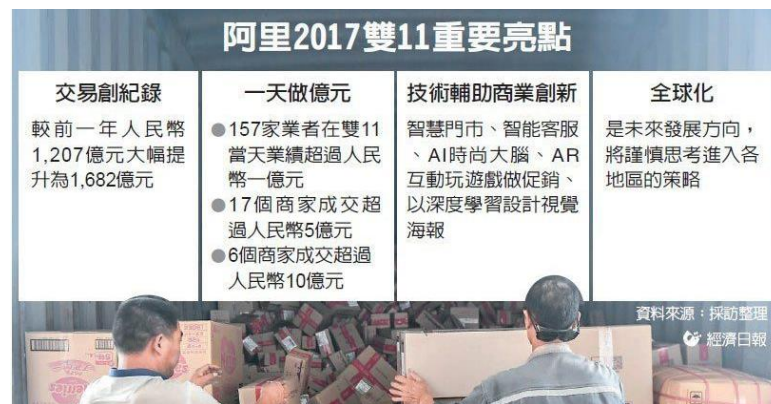 阿里2017雙11重要亮點
交易創紀錄
較前一年人民幣
1,207億元大幅提
升為1,682億元
一天做億元
●157家業者在雙11
當天業績超過人民
幣一億元
●17個商家成交超
過人民幣5億元
●6個商家成交超過
人民幣10億元
技術輔助商業創新
智慧門市、智能客服
、AI時尚大腦、AR
互動玩遊戲做促銷、
以深度學習設計視覺
海報
全球化
是未來發展方向，
將謹慎思考進入各
地區的策略
資料來源：採訪整理
經濟日報